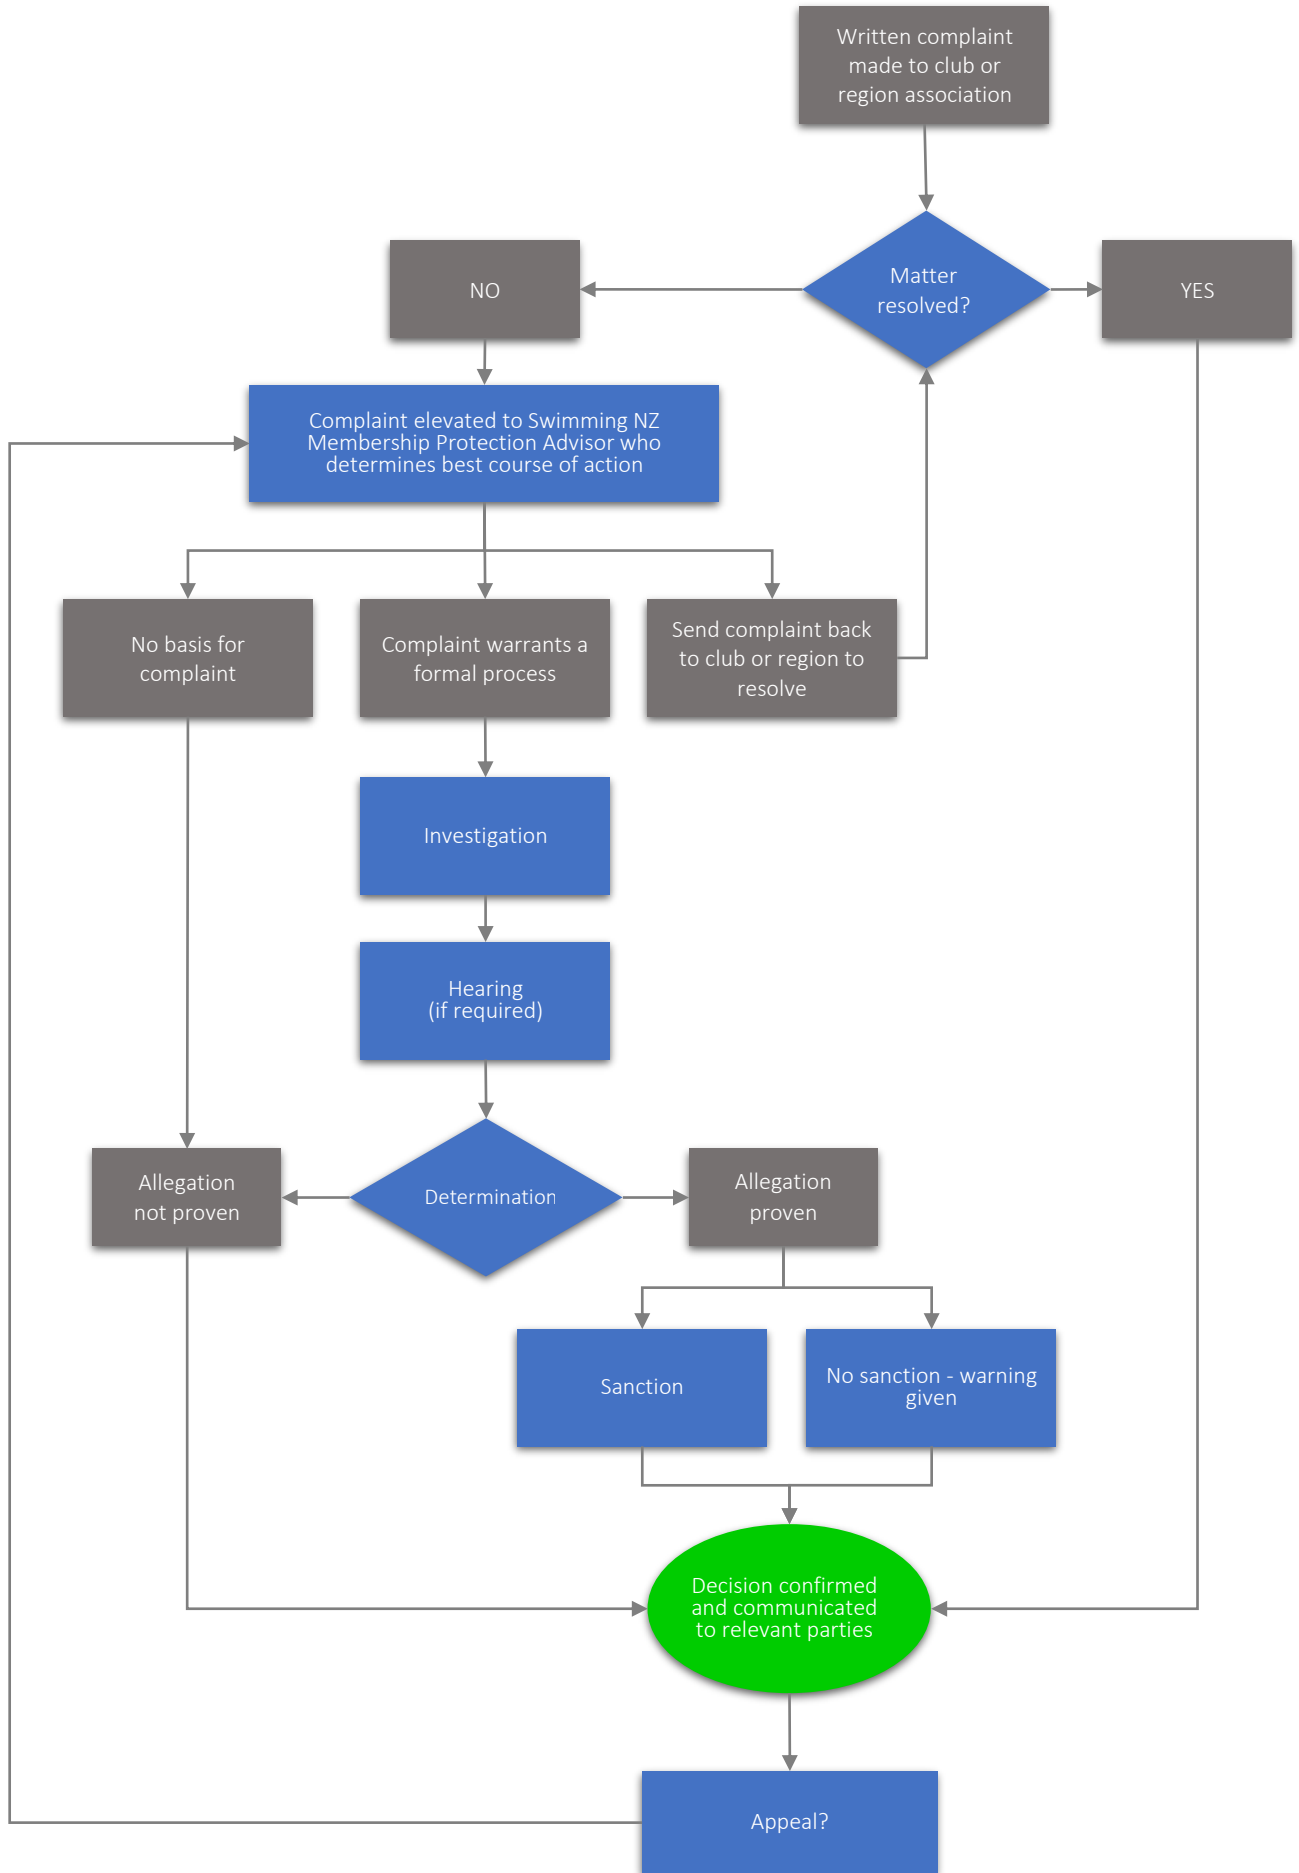 Written complaint
made to club or
region association
Matter
resolved?
NO
YES
Complaint elevated to Swimming NZ
Membership Protection Advisor who
determines best course of action
No basis for
complaint
Complaint warrants a
formal process
Send complaint back
to club or region to
resolve
Investigation
Hearing
(if required)
Allegation
not proven
Determination
Allegation
proven
Sanction
No sanction - warning
given
Decision confirmed
and communicated
to relevant parties
Appeal?